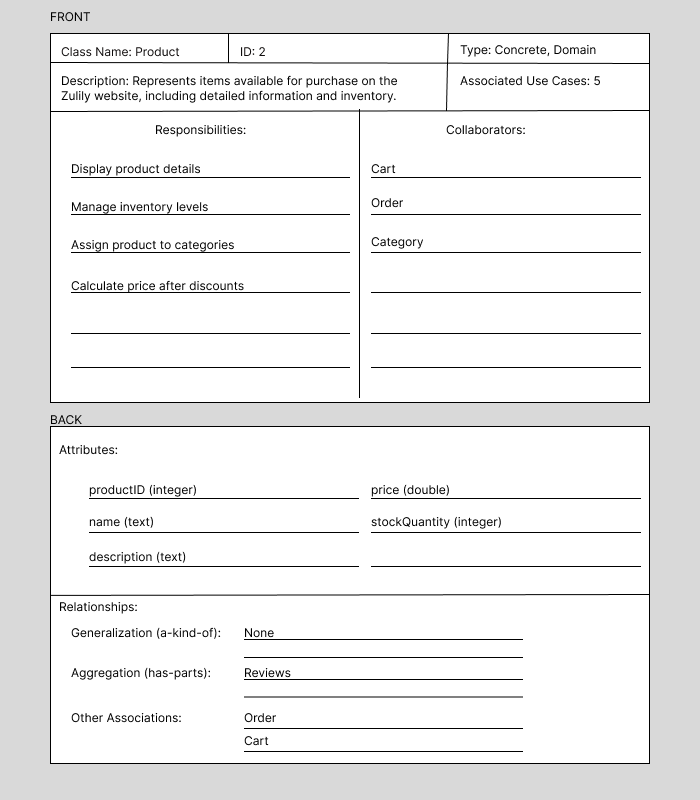 FRONT
Class Name: Product
ID: 2
Type: Concrete, Domain
Description: Represents items available for purchase on the
Zulily website, including detailed information and inventory.
Associated Use Cases: 5
Responsibilities:
Display product details
Manage inventory levels
Assign product to categories
Calculate price after discounts
Collaborators:
Cart
Order
Category
BACK
Attributes:
productID (integer)
name (text)
description (text)
price (double)
stockQuantity (integer)
Relationships:
Generalization (a-kind-of):
None
Aggregation (has-parts):
Reviews
Other Associations:
Order
Cart